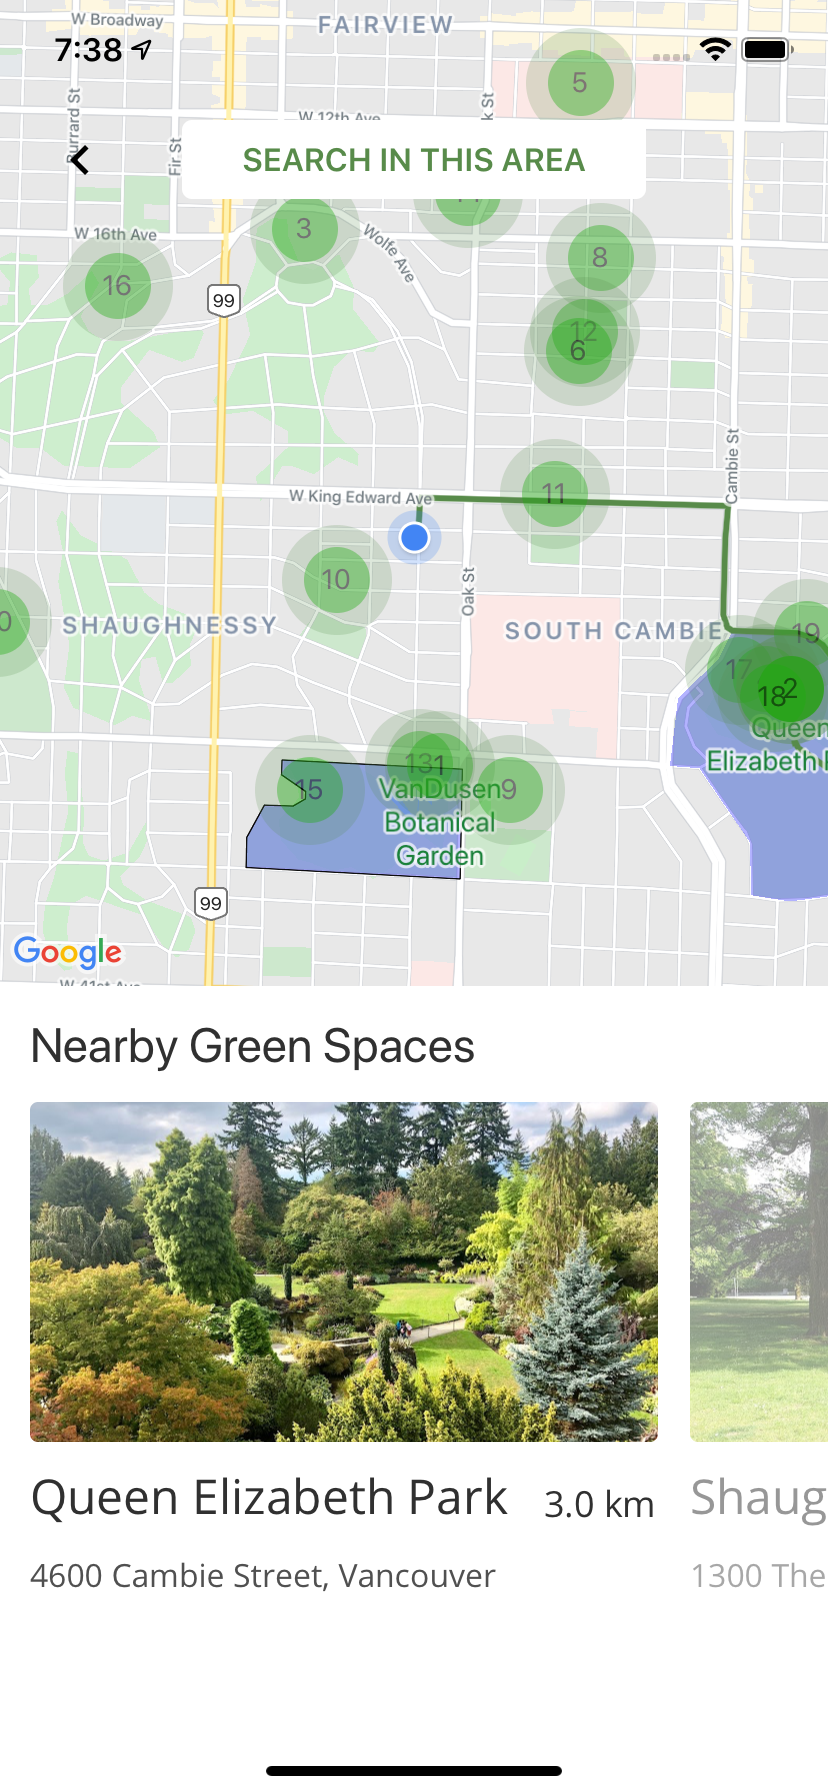 W Broadway
FAIRVIEW
7:38
5
Burrard St
k St
W 12th Ave
Fir St
SEARCH IN THIS AREA
3
W 16th Ave
Wolfe Ave
8
16
99
12
6
Cambie St
11
W King Edward Ave
10
Oak St
0
SHAUGHNESSY
SOUTH CAMBIE
19
17
18
2
Queen
Elizabeth
13
1
15
9
VanDusen
Botanical
Garden
99
Google
W 41st Ave
Nearby Green Spaces
Queen Elizabeth Park
3.0 km
Shaug
4600 Cambie Street, Vancouver
1300 The